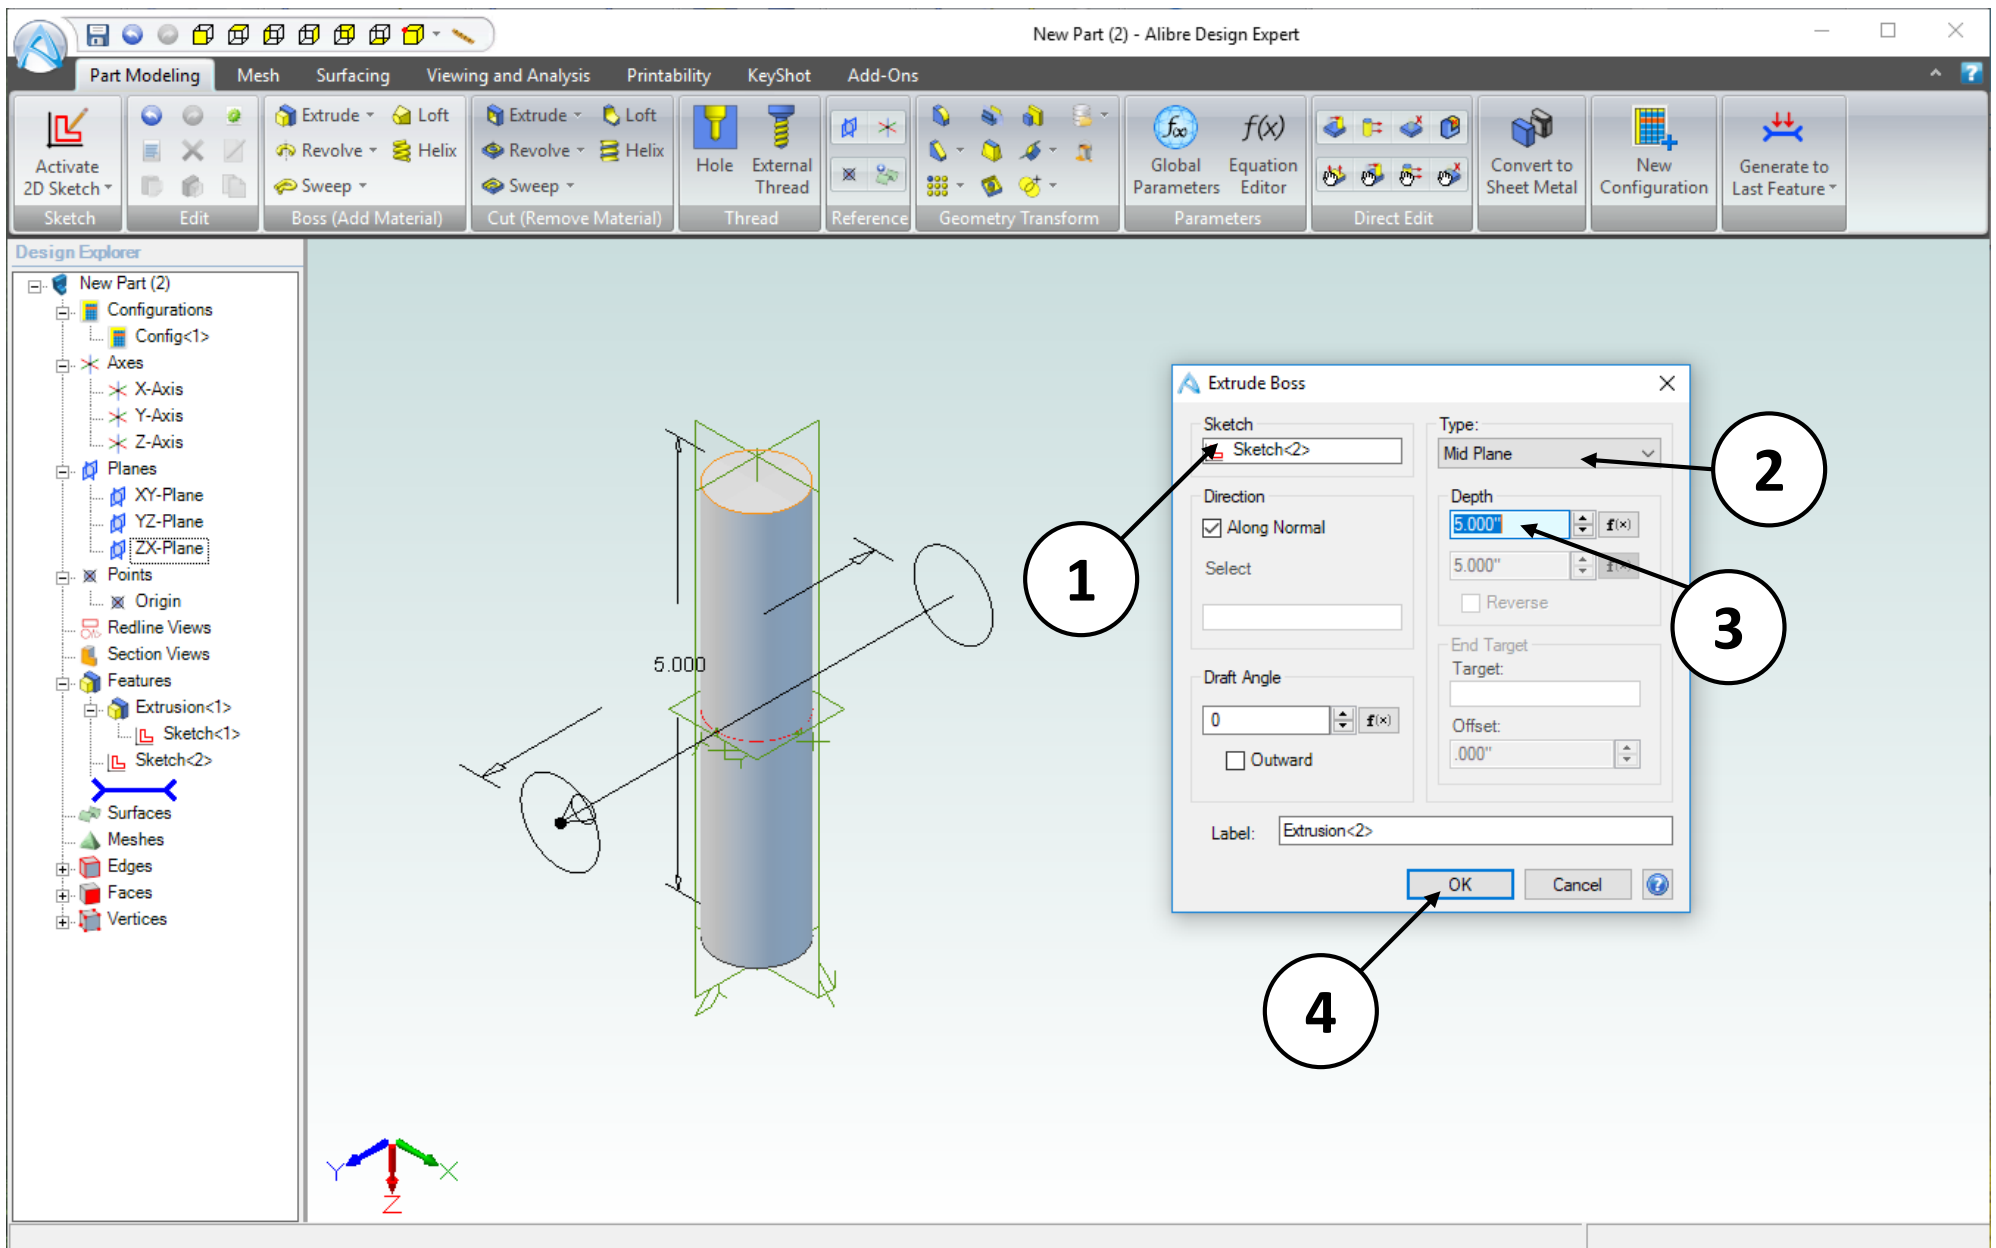 New Part (2) - Alibre Design Expert
Part Modeling Mesh Surfacing Viewing and Analysis Printability KeyShot Add-Ons
Activate
2D Sketch
Sketch
Edit
Extrude Loft
Revolve Helix
Sweep
Boss (Add Material)
Extrude Loft
Revolve Helix
Sweep
Cut (Remove Material)
Hole External
Thread
Thread
Reference
Geometry Transform
f∞ f(x)
Global Equation
Parameters Editor
Parameters
Direct Edit
Convert to
Sheet Metal
New
Configuration
Generate to
Last Feature
Design Explorer
New Part (2)
Configurations
Config<1>
Axes
X-Axis
Y-Axis
Z-Axis
Planes
XY-Plane
YZ-Plane
ZX-Plane
Points
Origin
Redline Views
Section Views
Features
Extrusion<1>
Sketch<1>
Sketch<2>
Surfaces
Meshes
Edges
Faces
Vertices
5.000
Y X
Z
Extrude Boss
Sketch
Sketch<2>
Direction
Along Normal
Select
Draft Angle
0 f(x)
Outward
Type:
Mid Plane
Depth
5.000" f(x)
5.000" f(x)
Reverse
End Target
Target:
Offset:
.000"
Label: Extrusion<2>
OK Cancel ?
1
2
3
4